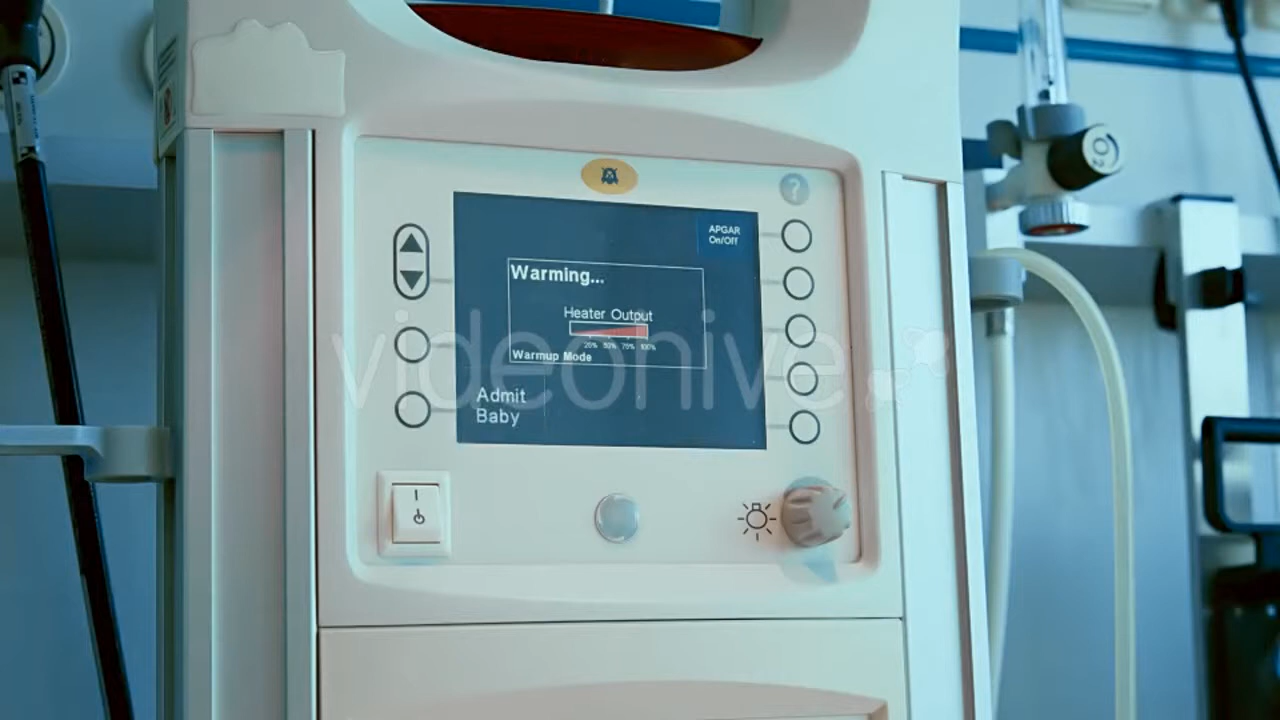 ?
APGAR
On/Off
Warming...
Heater Output
25% 50% 75% 100%
Warmup Mode
Admit
Baby
videohive